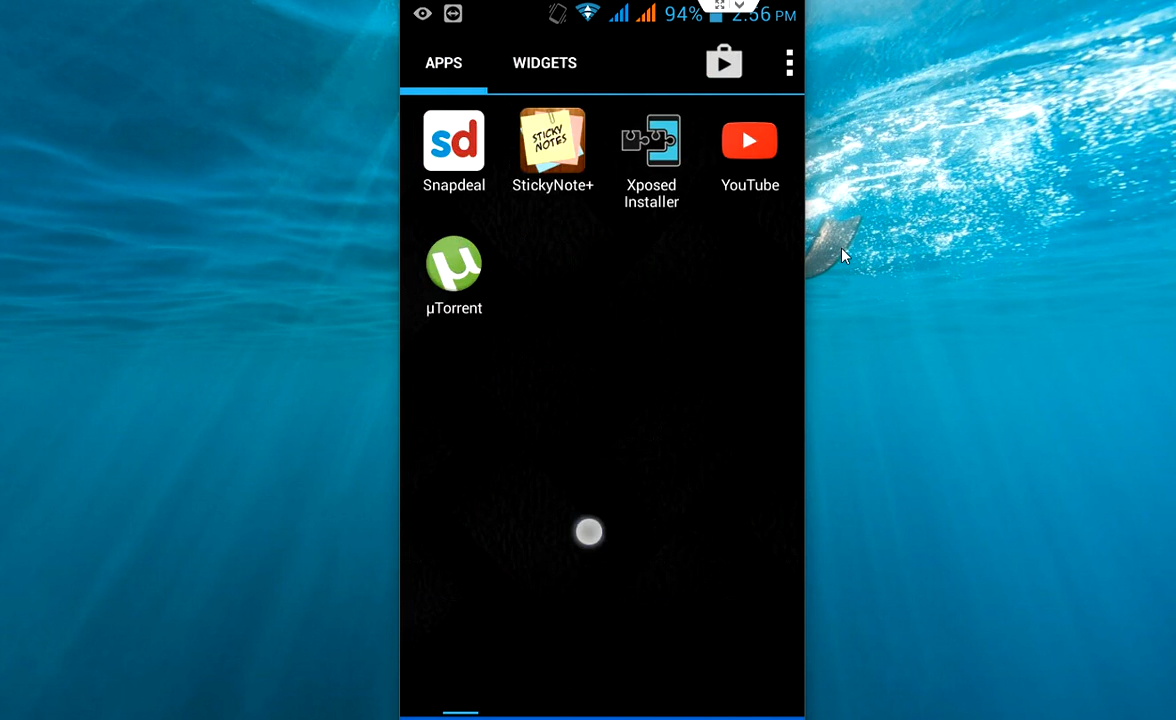 94% 2:56 PM
APPS WIDGETS
sd STICKY NOTES
Snapdeal StickyNote+ Xposed Installer YouTube
µ
µTorrent